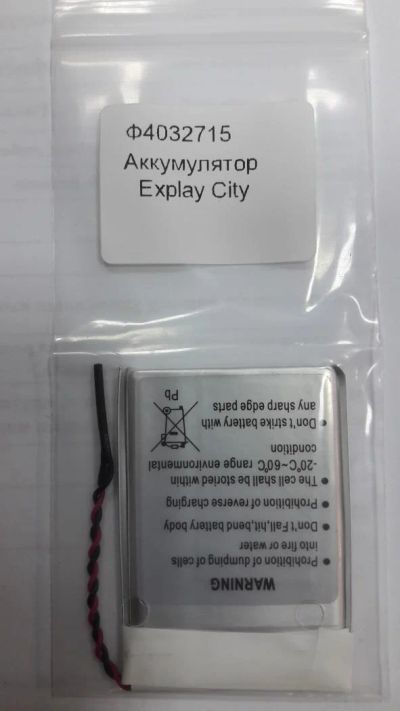 Ф4032715
Аккумулятор
Explay City
WARNING
● Prohibition of dumping of cells
into fire or water
● Don't Fall,hit,bend battery body
● Prohibition of reverse charging
● The cell shall be storied within
-20°C~60°C range environmental
condition
● Don't strike battery with
any sharp edge parts
Pb